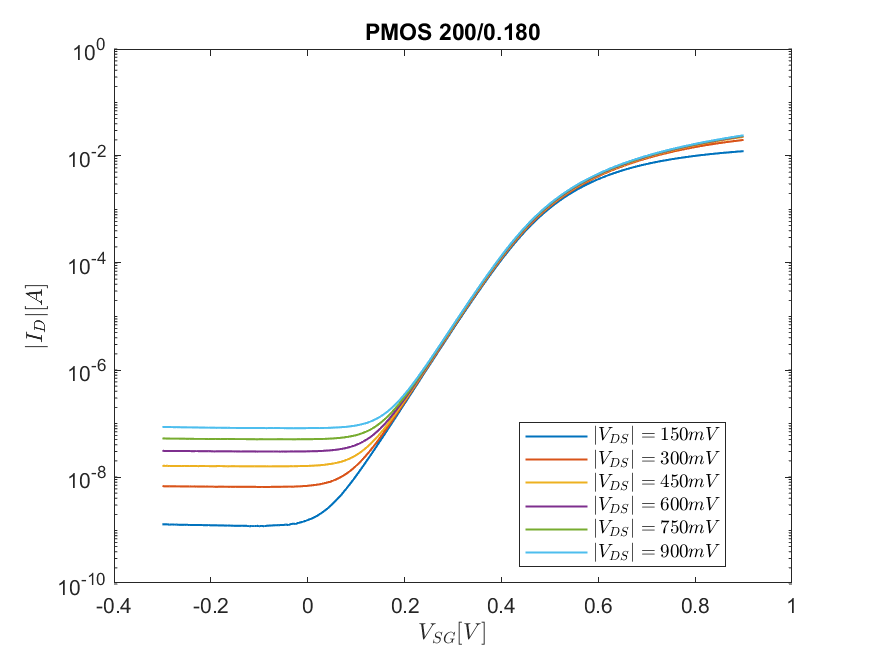 PMOS 200/0.180
10^0
10^-2
10^-4
10^-6
10^-8
10^-10
|I_D|[A]
|V_DS| = 150mV
|V_DS| = 300mV
|V_DS| = 450mV
|V_DS| = 600mV
|V_DS| = 750mV
|V_DS| = 900mV
-0.4 -0.2 0 0.2 0.4 0.6 0.8 1
V_SG[V]